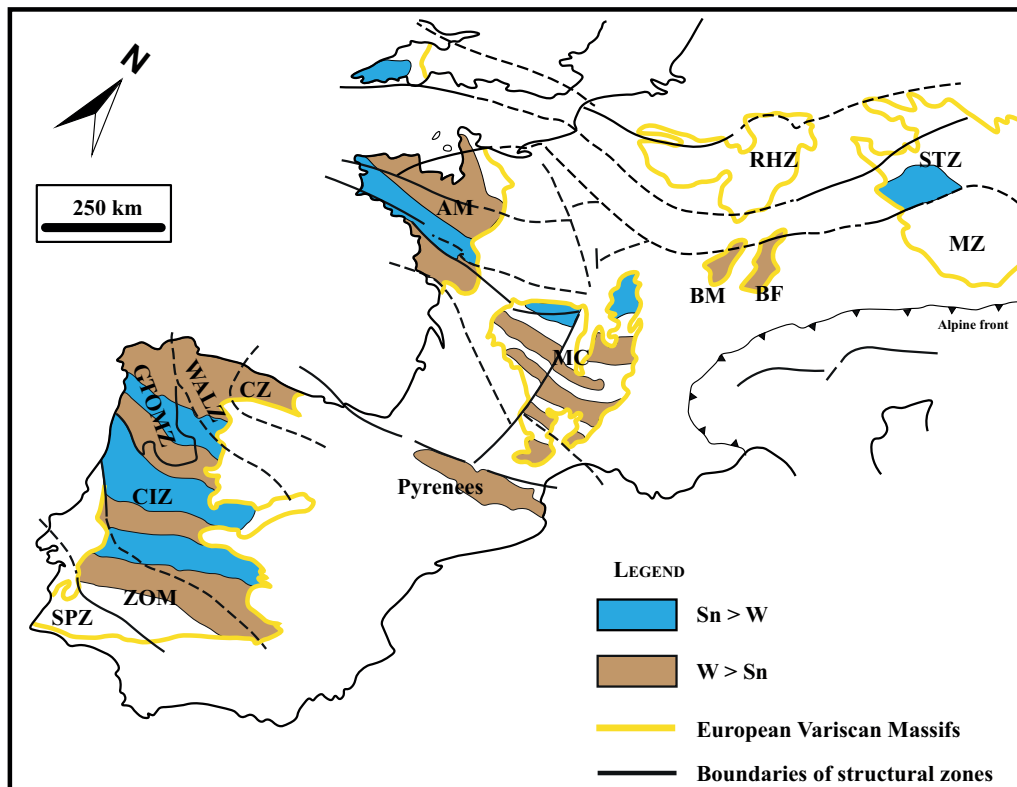 N
250 km
RHZ
STZ
AM
MZ
BM
BF
Alpine front
MC
WALZ
CZ
GTOMZ
Pyrenees
CIZ
LEGEND
ZOM
SPZ
Sn > W
W > Sn
European Variscan Massifs
Boundaries of structural zones